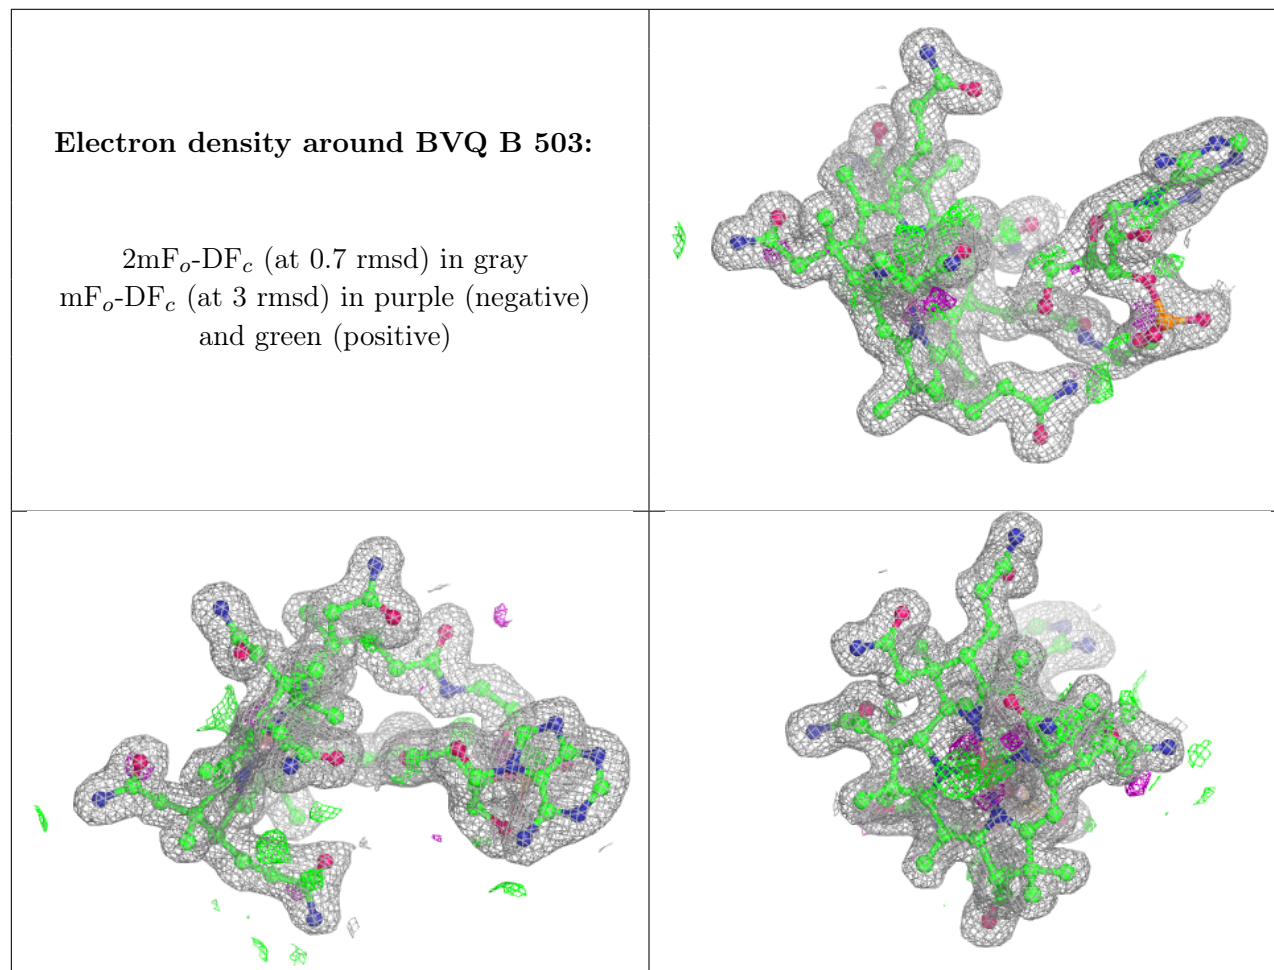 Electron density around BVQ B 503:
2mFo-DFc (at 0.7 rmsd) in gray
mFo-DFc (at 3 rmsd) in purple (negative)
and green (positive)